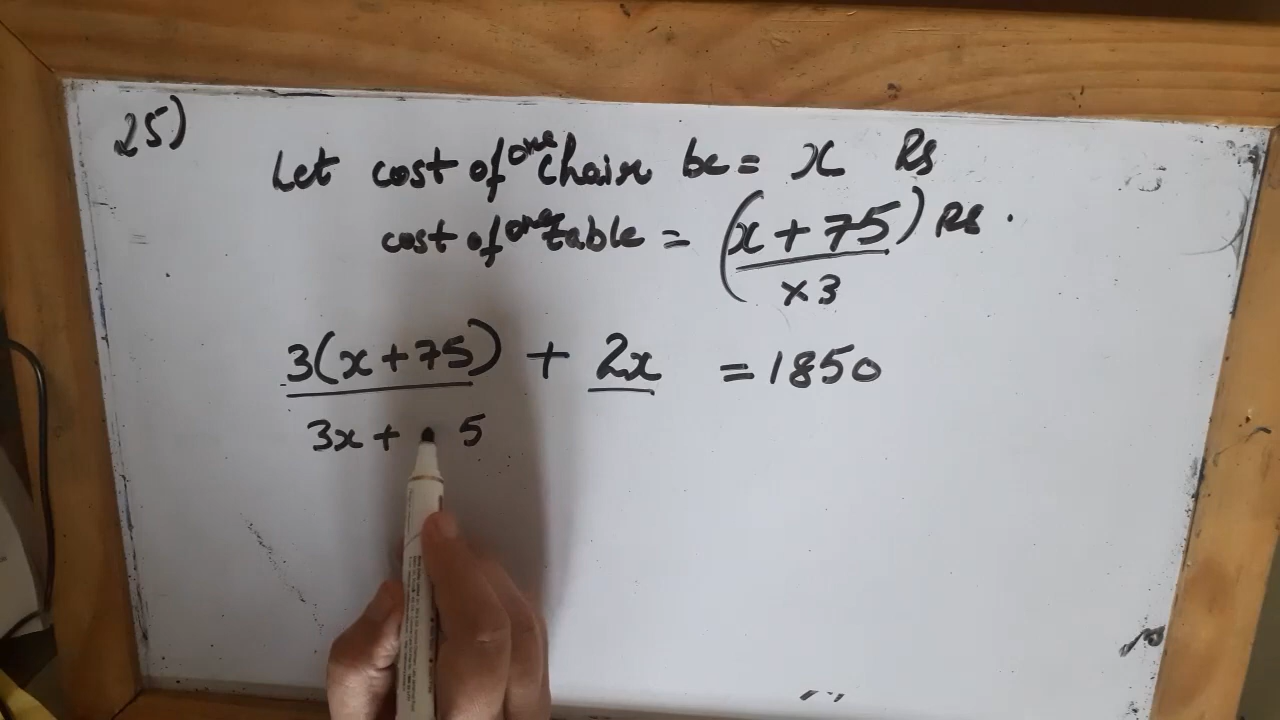 25)
Let cost of one chair be = x Rs
cost of one table = (x + 75) Rs.
x3
3(x+75) + 2x = 1850
3x + 5